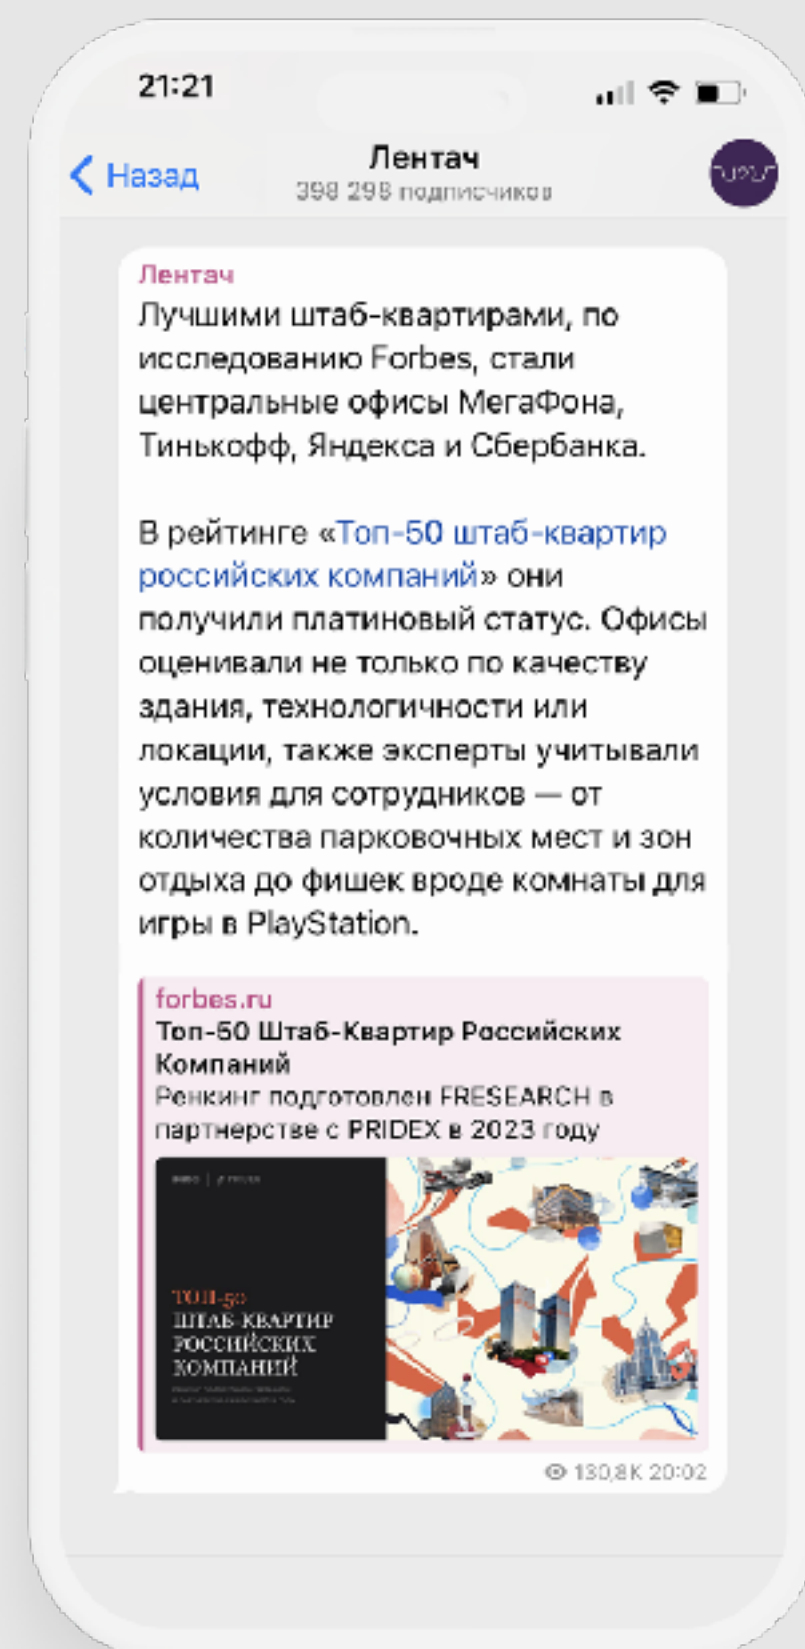 21:21
Назад
Лентач
398 298 подписчиков
Лентач
Лучшими штаб-квартирами, по
исследованию Forbes, стали
центральные офисы МегаФона,
Тинькофф, Яндекса и Сбербанка.
В рейтинге «Топ-50 штаб-квартир
российских компаний» они
получили платиновый статус. Офисы
оценивали не только по качеству
здания, технологичности или
локации, также эксперты учитывали
условия для сотрудников — от
количества парковочных мест и зон
отдыха до фишек вроде комнаты для
игры в PlayStation.
forbes.ru
Топ-50 Штаб-Квартир Российских
Компаний
Ренкинг подготовлен FRESEARCH в
партнерстве с PRIDEX в 2023 году
ТОП-50
ШТАБ-КВАРТИР
РОССИЙСКИХ
КОМПАНИЙ
130,8K 20:02